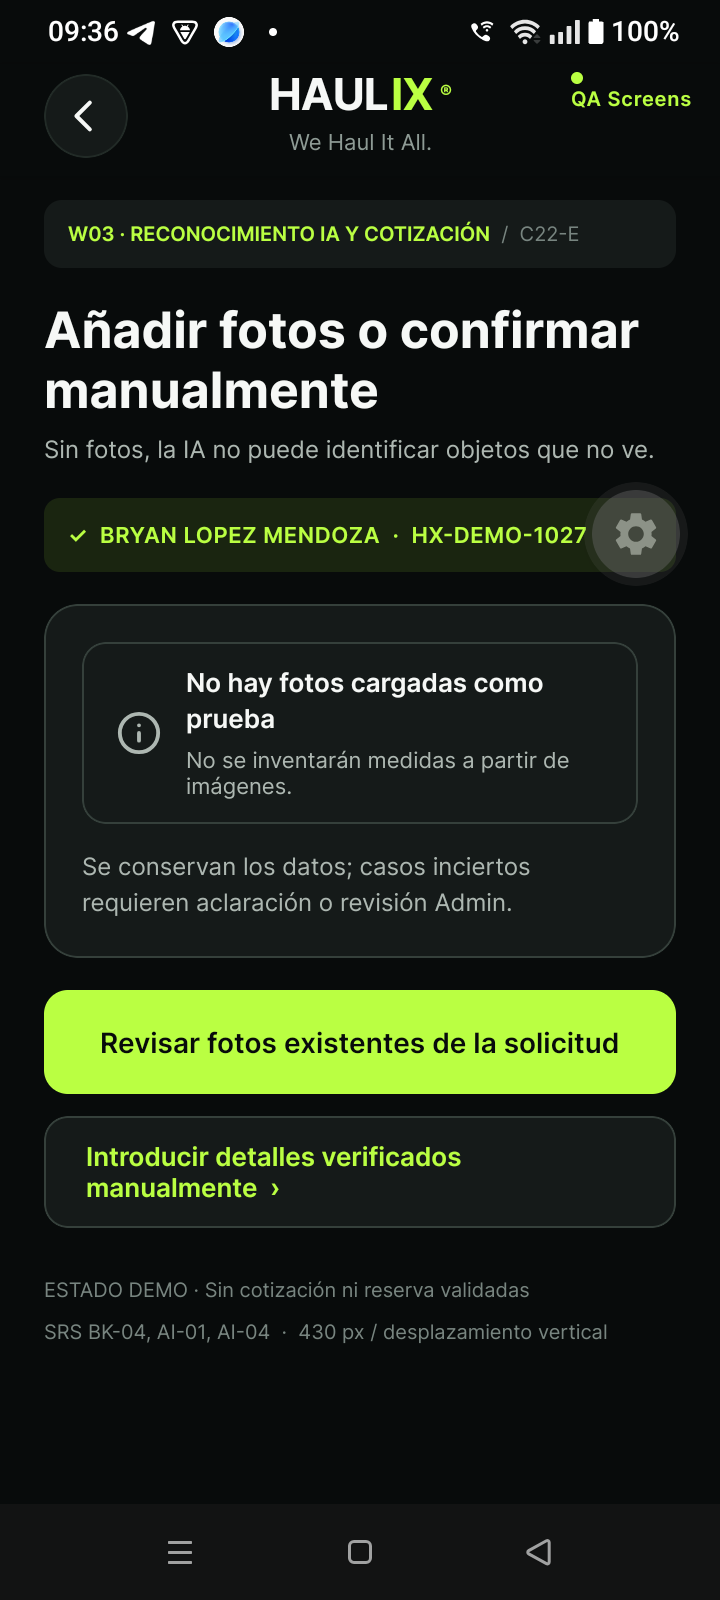 09:36
100%
HAULIX ®
QA Screens
We Haul It All.
W03 · RECONOCIMIENTO IA Y COTIZACIÓN / C22-E
Añadir fotos o confirmar
manualmente
Sin fotos, la IA no puede identificar objetos que no ve.
✓ BRYAN LOPEZ MENDOZA · HX-DEMO-1027
No hay fotos cargadas como
prueba
No se inventarán medidas a partir de
imágenes.
Se conservan los datos; casos inciertos
requieren aclaración o revisión Admin.
Revisar fotos existentes de la solicitud
Introducir detalles verificados
manualmente ›
ESTADO DEMO · Sin cotización ni reserva validadas
SRS BK-04, AI-01, AI-04 · 430 px / desplazamiento vertical